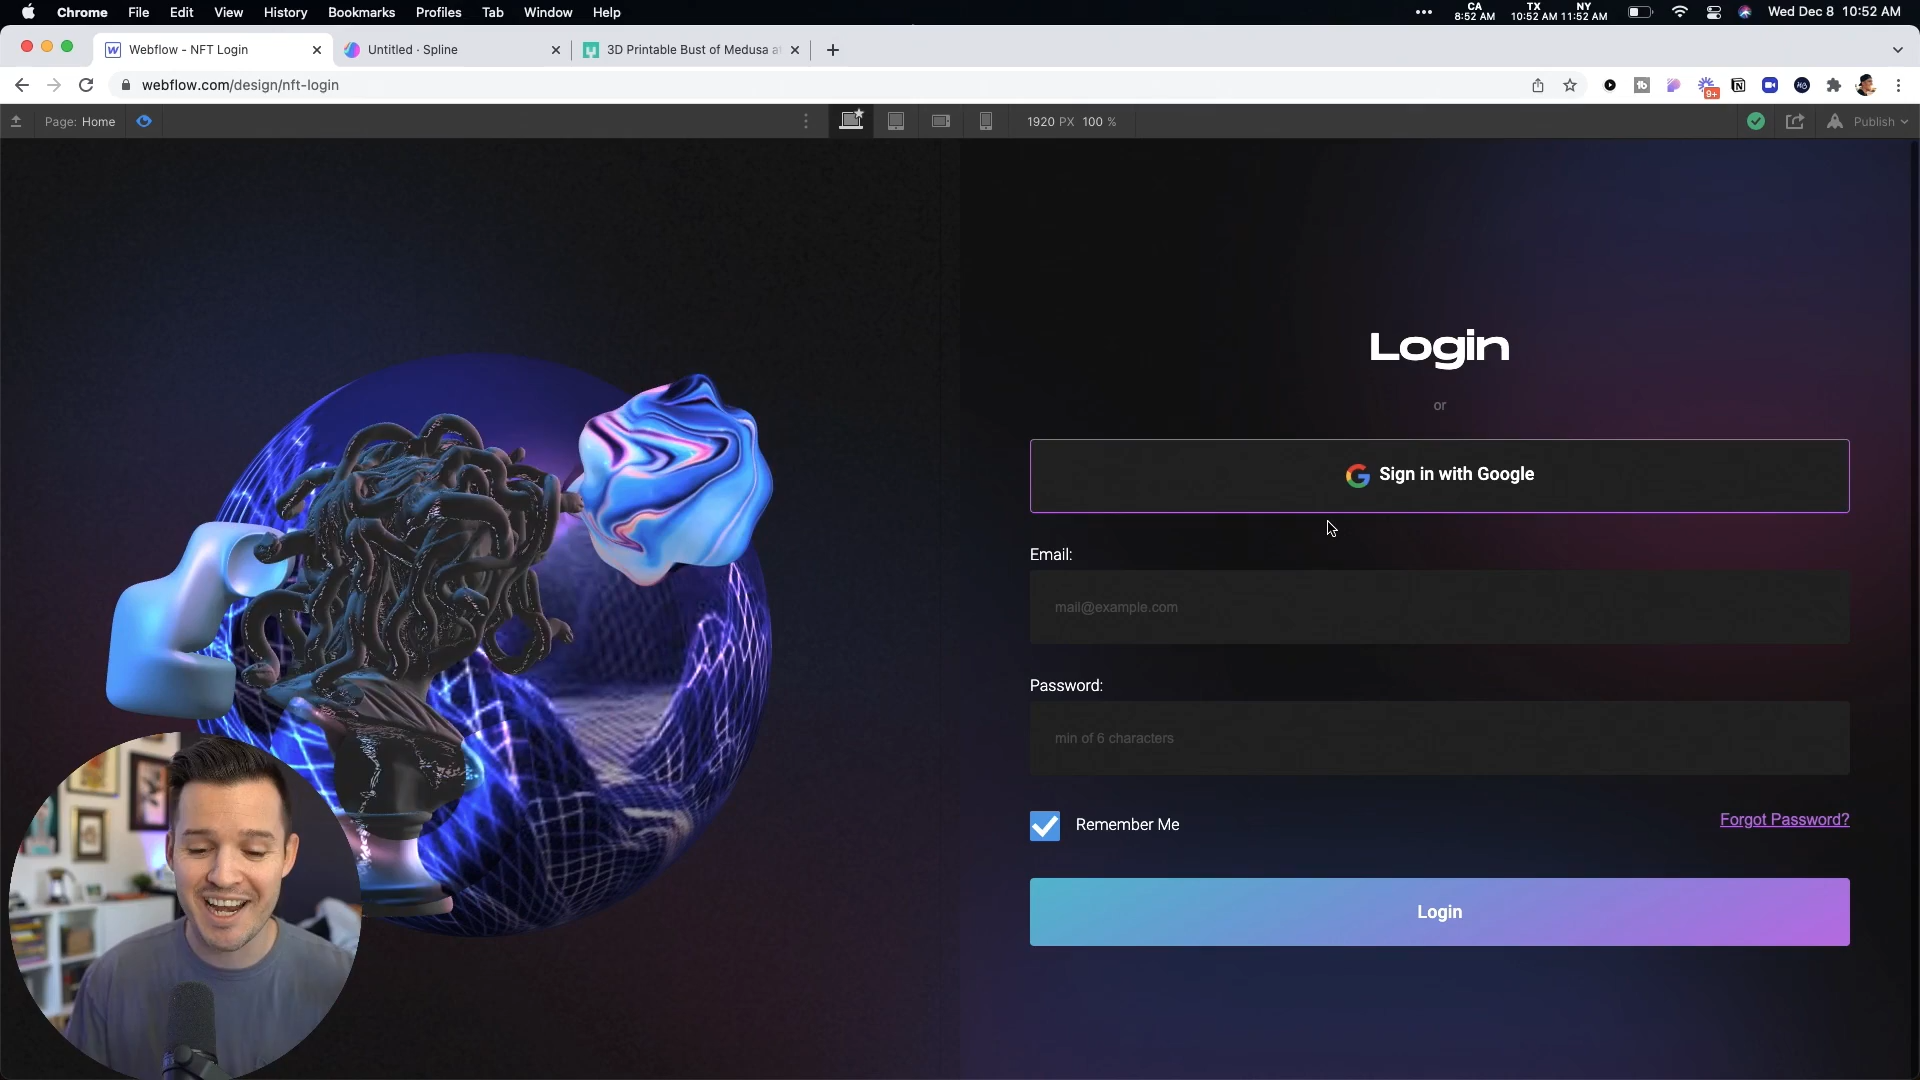 Chrome File Edit View History Bookmarks Profiles Tab Window Help
CA 8:52 AM TX 10:52 AM NY 11:52 AM Wed Dec 8 10:52 AM
Webflow - NFT Login
Untitled · Spline
3D Printable Bust of Medusa at
webflow.com/design/nft-login
9+
Page: Home
1920 PX 100 %
Publish
Login
or
Sign in with Google
Email:
mail@example.com
Password:
min of 6 characters
Remember Me
Forgot Password?
Login